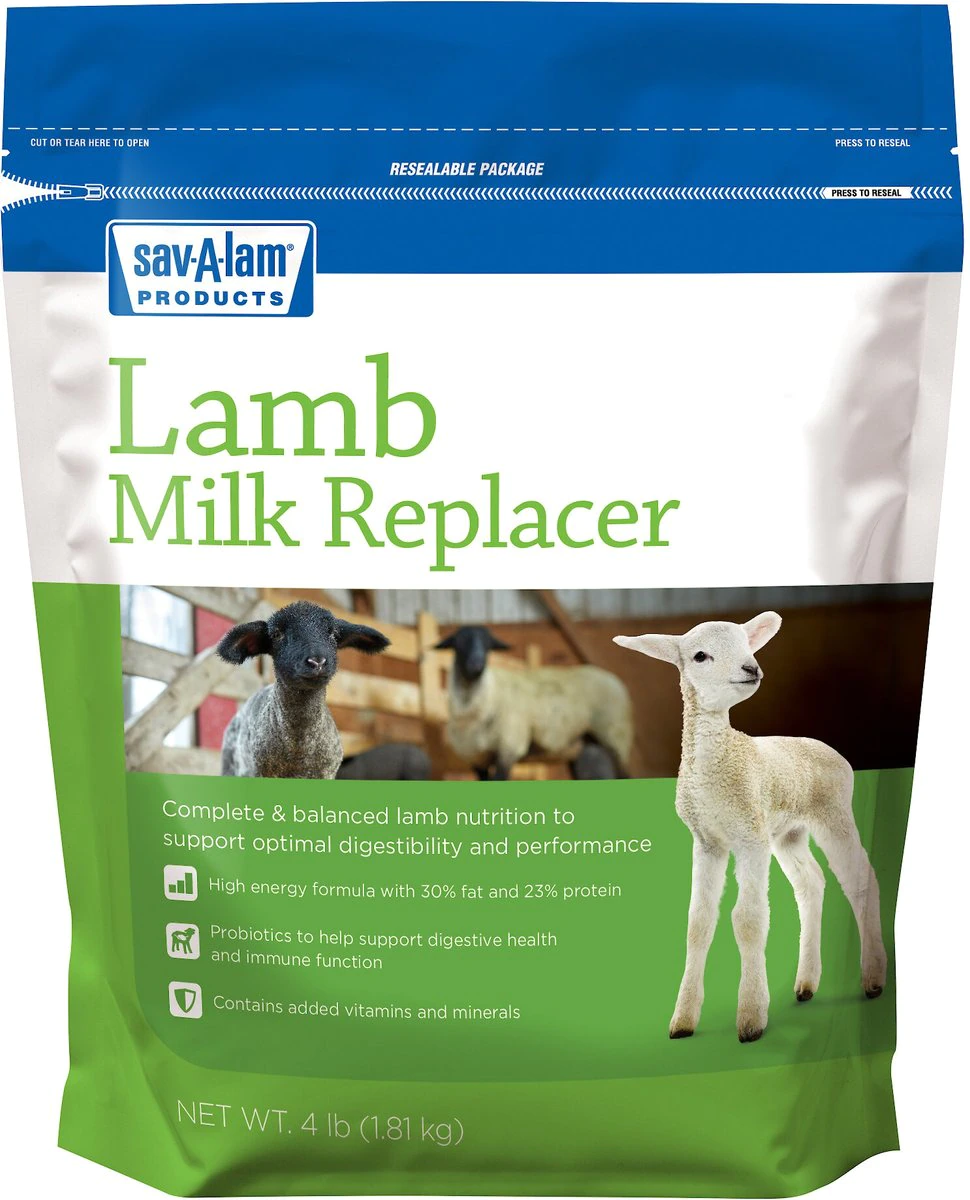 CUT OR TEAR HERE TO OPEN
PRESS TO RESEAL
RESEALABLE PACKAGE
PRESS TO RESEAL
sav-A-lam®
PRODUCTS
Lamb
Milk Replacer
Complete & balanced lamb nutrition to
support optimal digestibility and performance
High energy formula with 30% fat and 23% protein
Probiotics to help support digestive health
and immune function
Contains added vitamins and minerals
NET WT. 4 lb (1.81 kg)